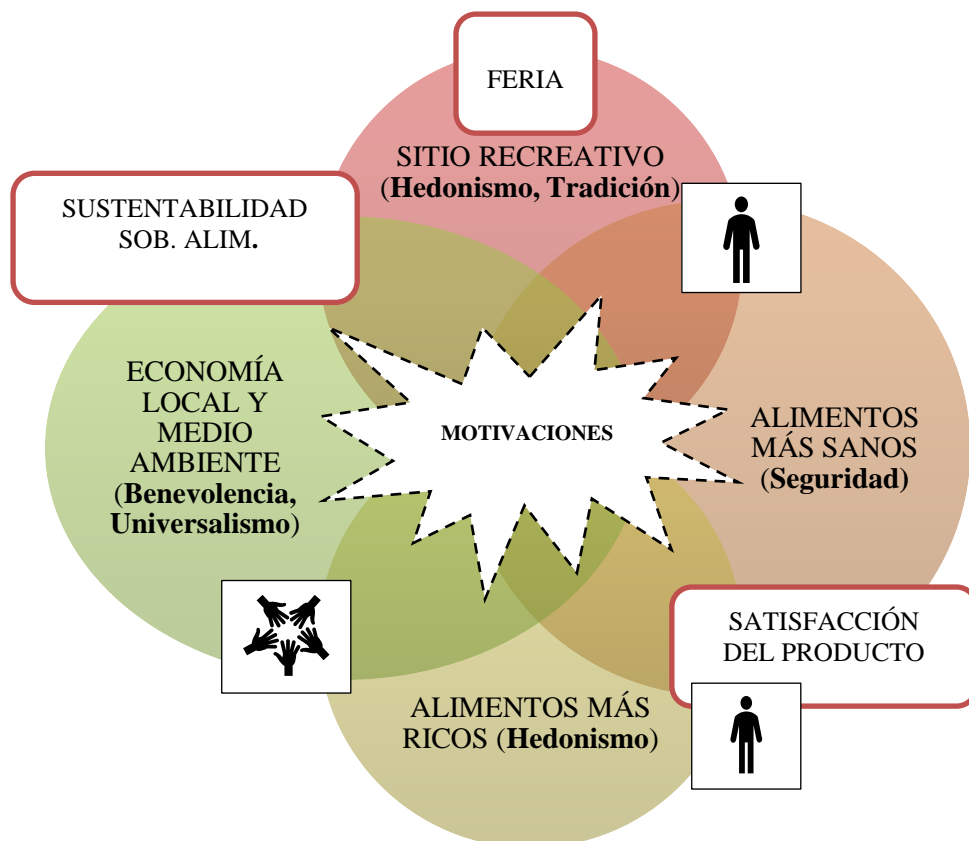 FERIA
SITIO RECREATIVO
(Hedonismo, Tradición)
SUSTENTABILIDAD
SOB. ALIM.
ECONOMÍA
LOCAL Y
MEDIO
AMBIENTE
(Benevolencia,
Universalismo)
MOTIVACIONES
ALIMENTOS
MÁS SANOS
(Seguridad)
SATISFACCIÓN
DEL PRODUCTO
ALIMENTOS MÁS
RICOS (Hedonismo)